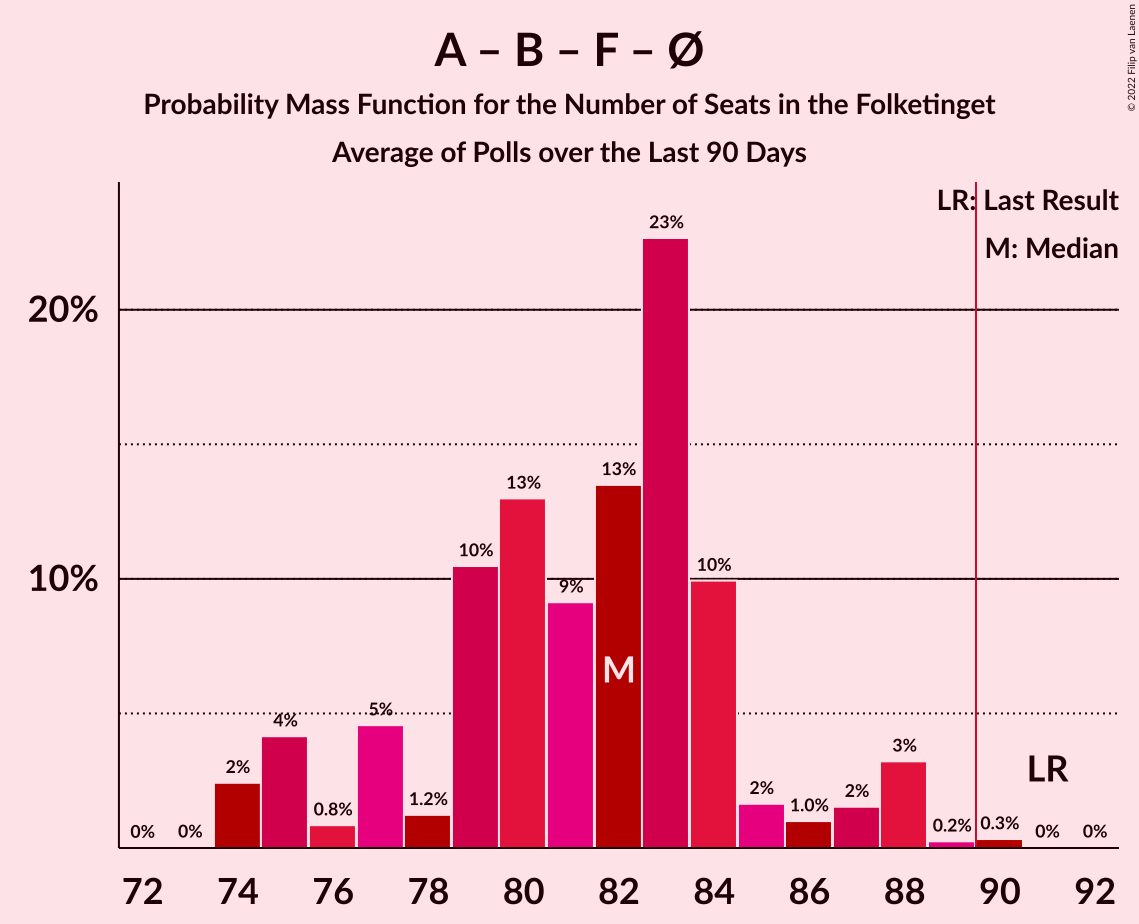 A – B – F – Ø
Probability Mass Function for the Number of Seats in the Folketinget
Average of Polls over the Last 90 Days
© 2022 Filip van Laenen
LR: Last Result
M: Median
20%
10%
0%
0%
2%
4%
0.8%
5%
1.2%
10%
13%
9%
13%
23%
10%
2%
1.0%
2%
3%
0.2%
0.3%
0%
0%
M
LR
72 74 76 78 80 82 84 86 88 90 92